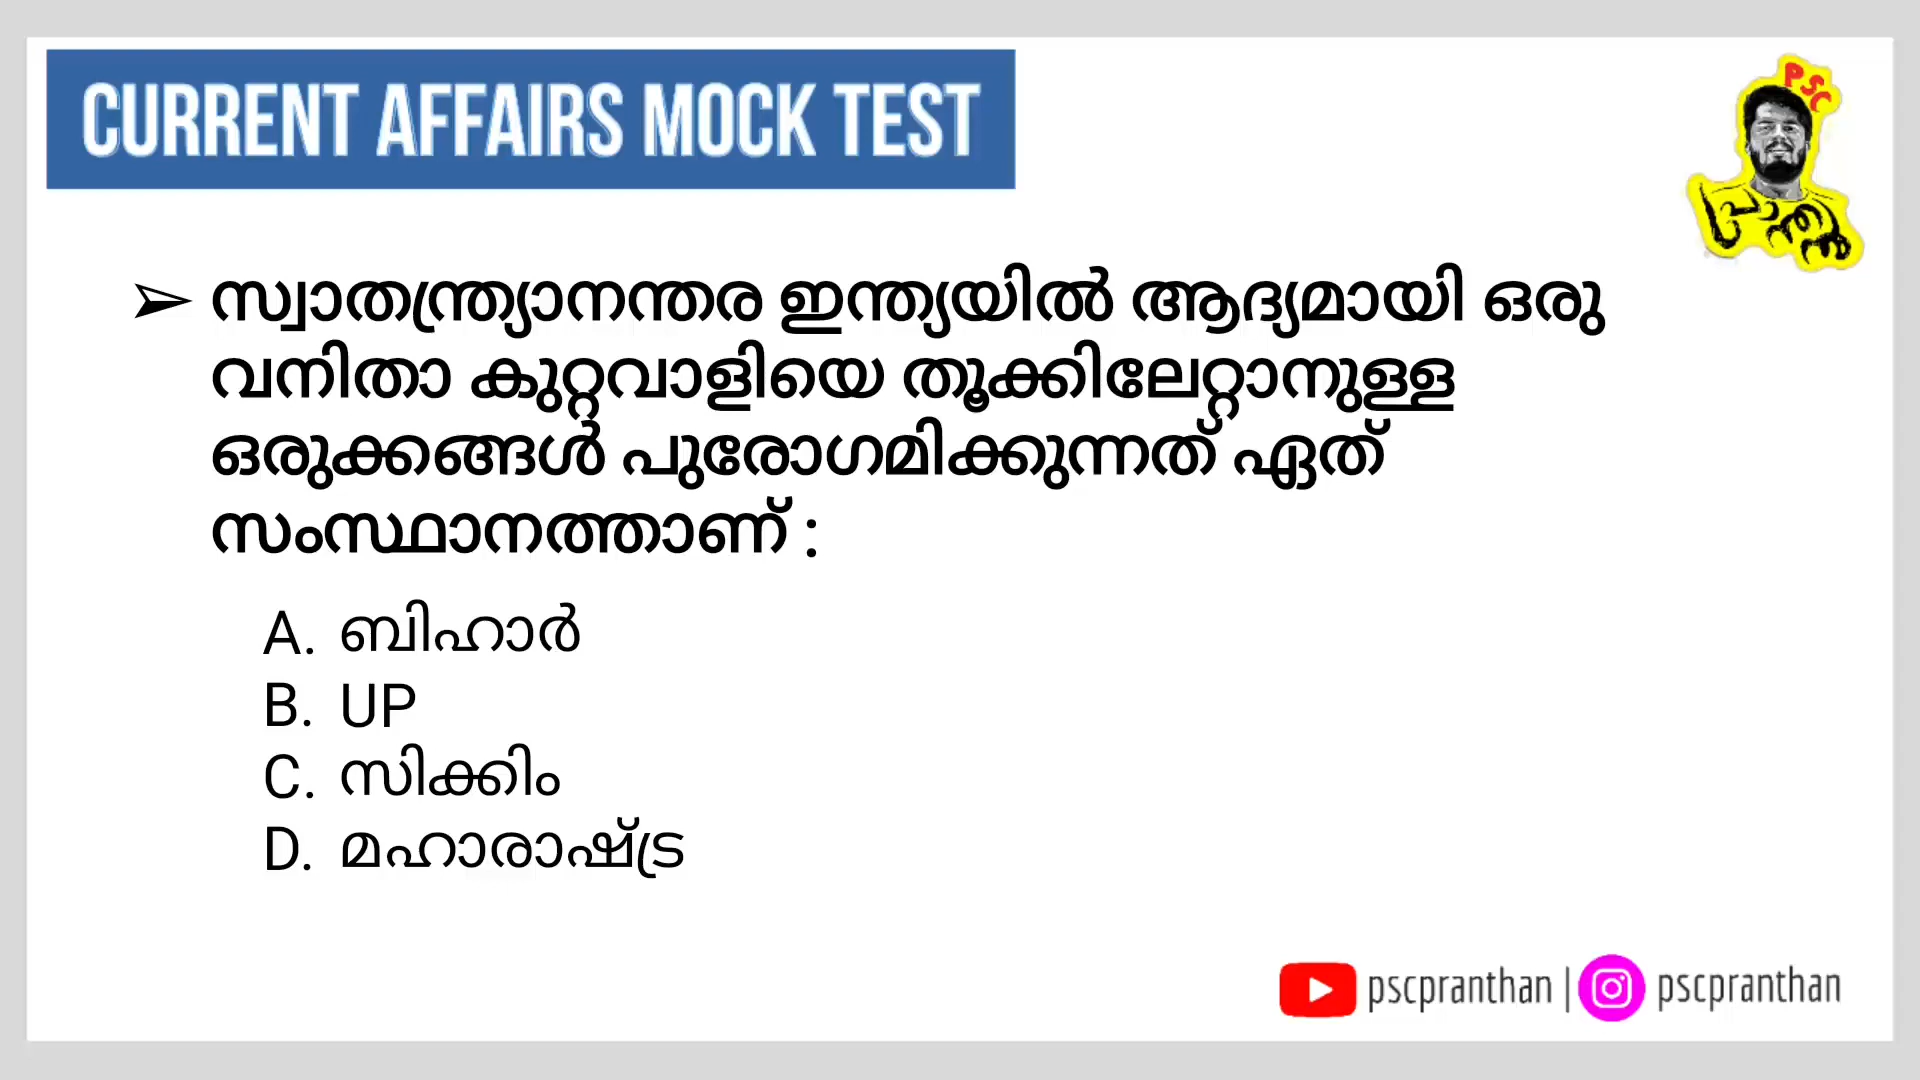 CURRENT AFFAIRS MOCK TEST
PSC
പ്രാന്തൻ
➢ സ്വാതന്ത്ര്യാനന്തര ഇന്ത്യയിൽ ആദ്യമായി ഒരു
വനിതാ കുറ്റവാളിയെ തൂക്കിലേറ്റാനുള്ള
ഒരുക്കങ്ങൾ പുരോഗമിക്കുന്നത് ഏത്
സംസ്ഥാനത്താണ് :
A. ബിഹാർ
B. UP
C. സിക്കിം
D. മഹാരാഷ്ട്ര
pscpranthan | pscpranthan